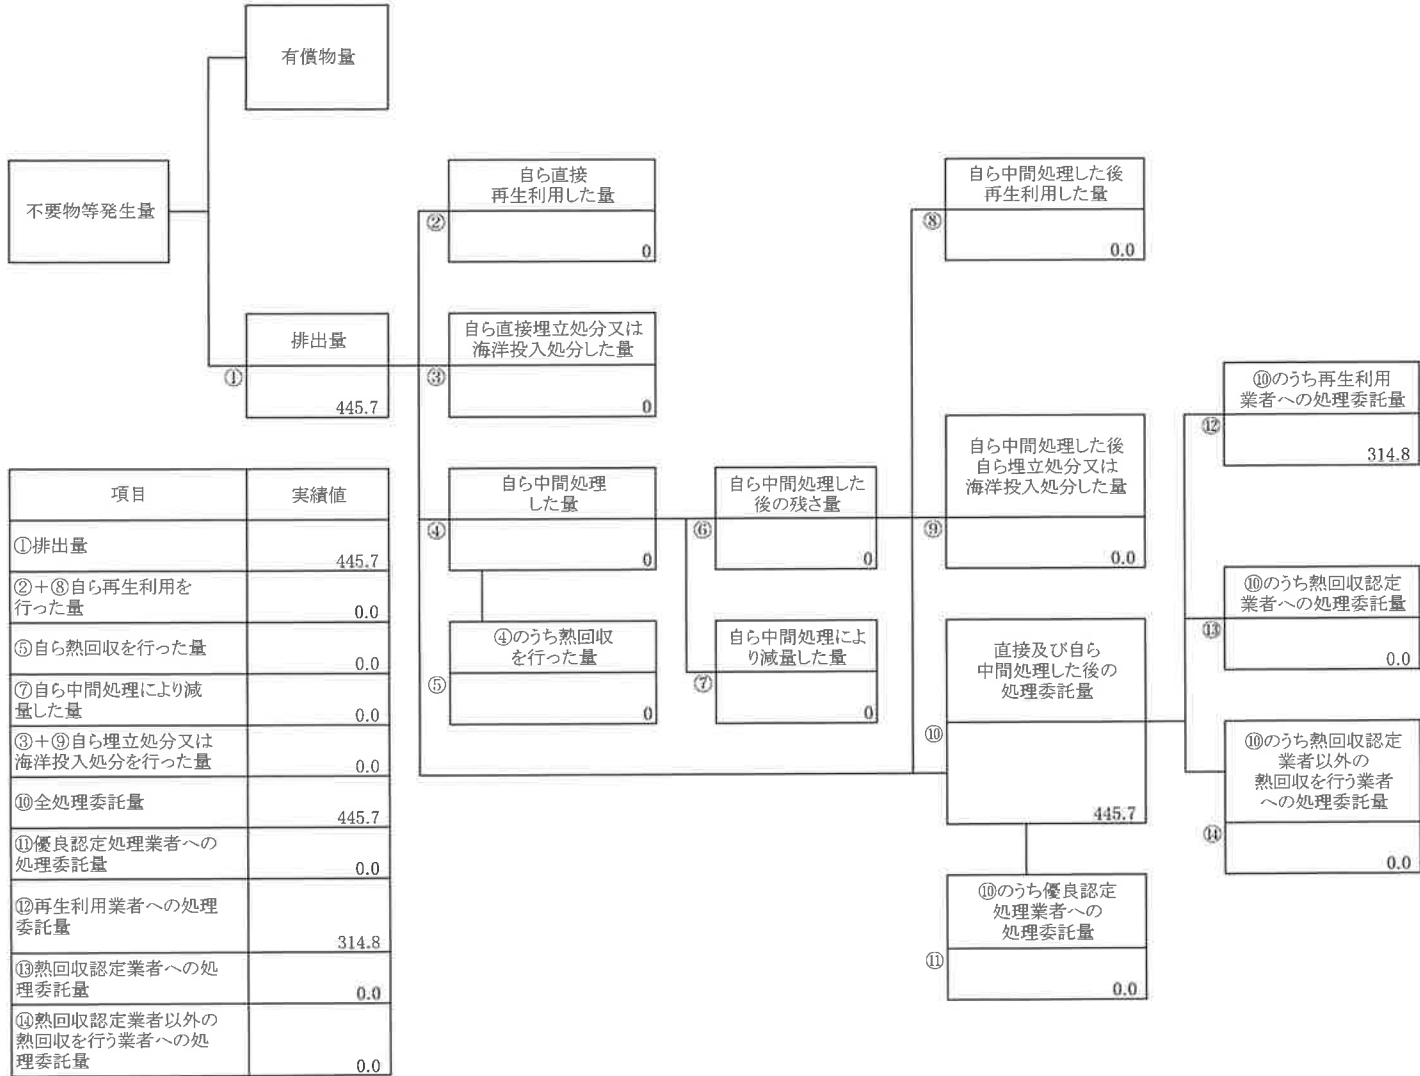 有償物量
不要物等発生量
排出量
①
445.7
自ら直接
再生利用した量
②
0
自ら直接埋立処分又は
海洋投入処分した量
③
0
自ら中間処理
した量
④
0
④のうち熱回収
を行った量
⑤
0
自ら中間処理した
後の残さ量
⑥
0
自ら中間処理によ
り減量した量
⑦
0
自ら中間処理した後
再生利用した量
⑧
0.0
自ら中間処理した後
自ら埋立処分又は
海洋投入処分した量
⑨
0.0
直接及び自ら
中間処理した後の
処理委託量
⑩
445.7
⑩のうち優良認定
処理業者への
処理委託量
⑪
0.0
⑩のうち再生利用
業者への処理委託量
⑫
314.8
⑩のうち熱回収認定
業者への処理委託量
⑬
0.0
⑩のうち熱回収認定
業者以外の
熱回収を行う業者
への処理委託量
⑭
0.0
項目 実績値
①排出量
445.7
②+⑧自ら再生利用を
行った量 0.0
⑤自ら熱回収を行った量
0.0
⑦自ら中間処理により減
量した量 0.0
③+⑨自ら埋立処分又は
海洋投入処分を行った量 0.0
⑩全処理委託量
445.7
⑪優良認定処理業者への
処理委託量 0.0
⑫再生利用業者への処理
委託量
314.8
⑬熱回収認定業者への処
理委託量 0.0
⑭熱回収認定業者以外の
熱回収を行う業者への処
理委託量 0.0